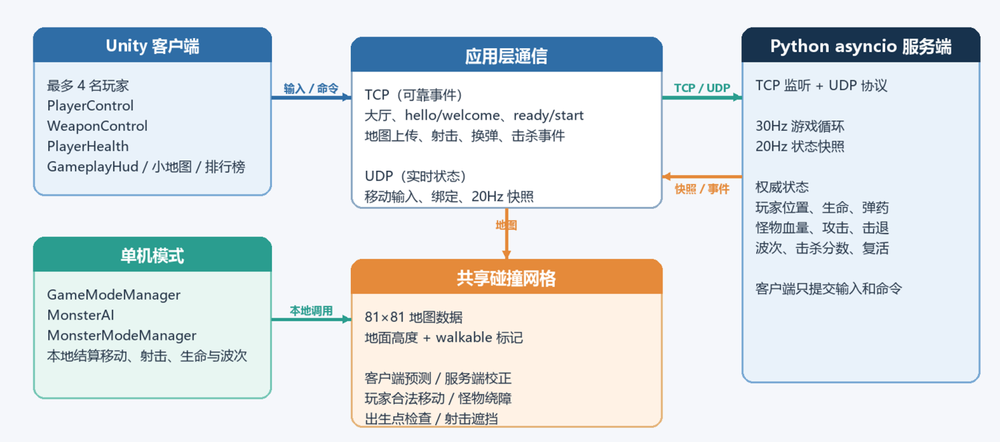 Unity 客户端
最多 4 名玩家
PlayerControl
WeaponControl
PlayerHealth
GameplayHud / 小地图 / 排行榜
输入 / 命令
应用层通信
TCP（可靠事件）
大厅、hello/welcome、ready/start
地图上传、射击、换弹、击杀事件
UDP（实时状态）
移动输入、绑定、20Hz 快照
TCP / UDP
快照 / 事件
Python asyncio 服务端
TCP 监听 + UDP 协议
30Hz 游戏循环
20Hz 状态快照
权威状态
玩家位置、生命、弹药
怪物血量、攻击、击退
波次、击杀分数、复活
客户端只提交输入和命令
地图
单机模式
GameModeManager
MonsterAI
MonsterModeManager
本地结算移动、射击、生命与波次
本地调用
共享碰撞网格
81×81 地图数据
地面高度 + walkable 标记
客户端预测 / 服务端校正
玩家合法移动 / 怪物绕障
出生点检查 / 射击遮挡